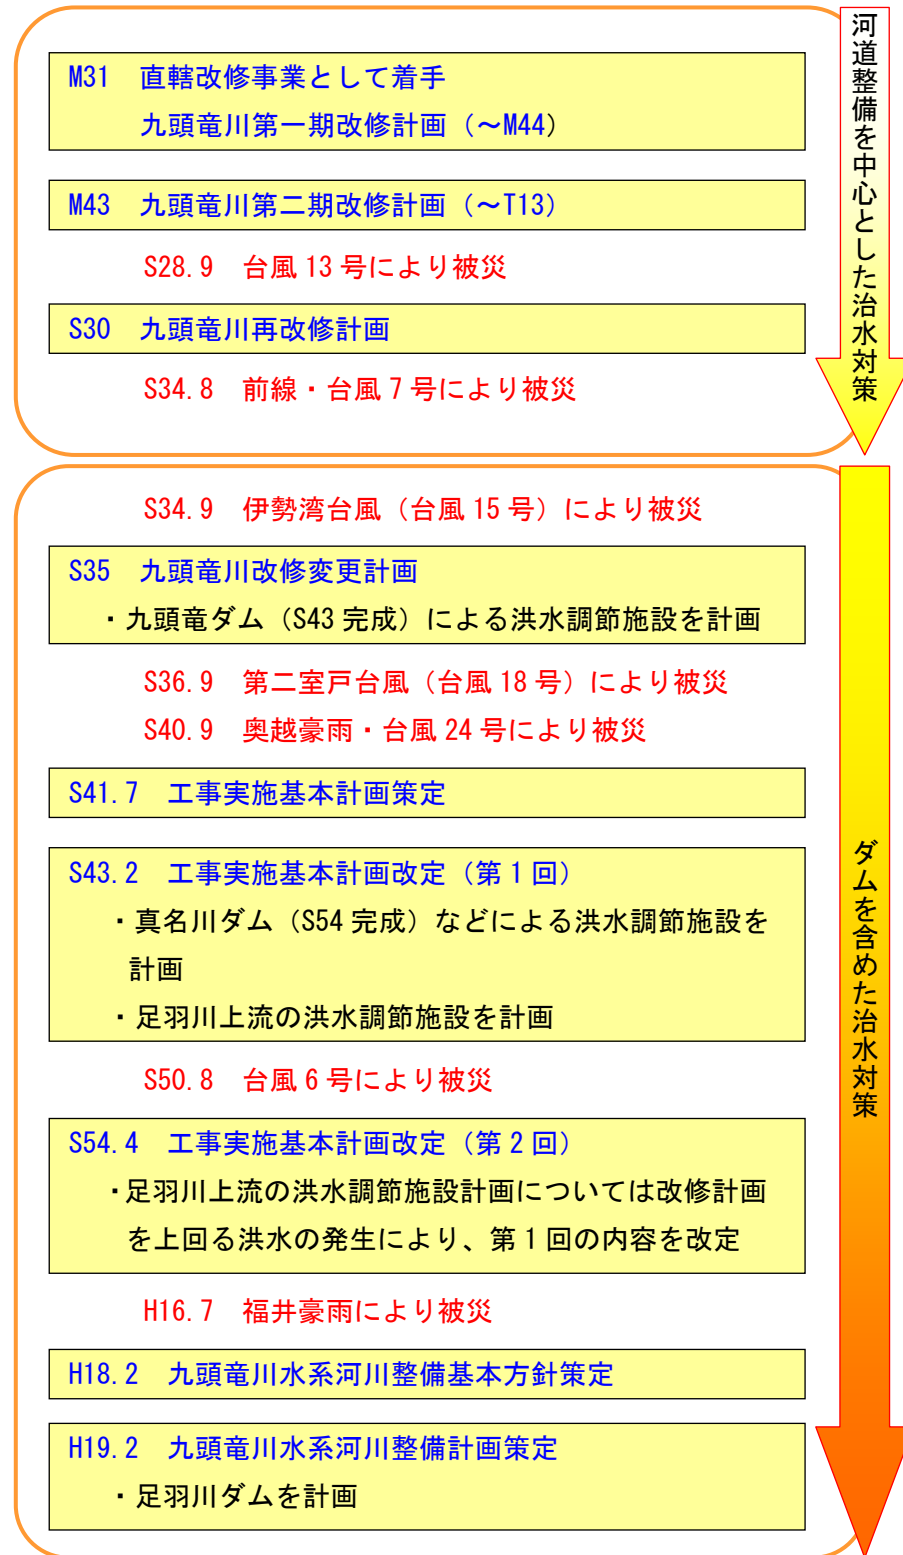 M31　直轄改修事業として着手
九頭竜川第一期改修計画（～M44）
M43　九頭竜川第二期改修計画（～T13）
S28.9　台風13号により被災
S30　九頭竜川再改修計画
S34.8　前線・台風7号により被災
河道整備を中心とした治水対策
S34.9　伊勢湾台風（台風15号）により被災
S35　九頭竜川改修変更計画
・九頭竜ダム（S43完成）による洪水調節施設を計画
S36.9　第二室戸台風（台風18号）により被災
S40.9　奥越豪雨・台風24号により被災
S41.7　工事実施基本計画策定
S43.2　工事実施基本計画改定（第1回）
・真名川ダム（S54完成）などによる洪水調節施設を
計画
・足羽川上流の洪水調節施設を計画
S50.8　台風6号により被災
S54.4　工事実施基本計画改定（第2回）
・足羽川上流の洪水調節施設計画については改修計画
を上回る洪水の発生により、第1回の内容を改定
H16.7　福井豪雨により被災
H18.2　九頭竜川水系河川整備基本方針策定
H19.2　九頭竜川水系河川整備計画策定
・足羽川ダムを計画
ダムを含めた治水対策